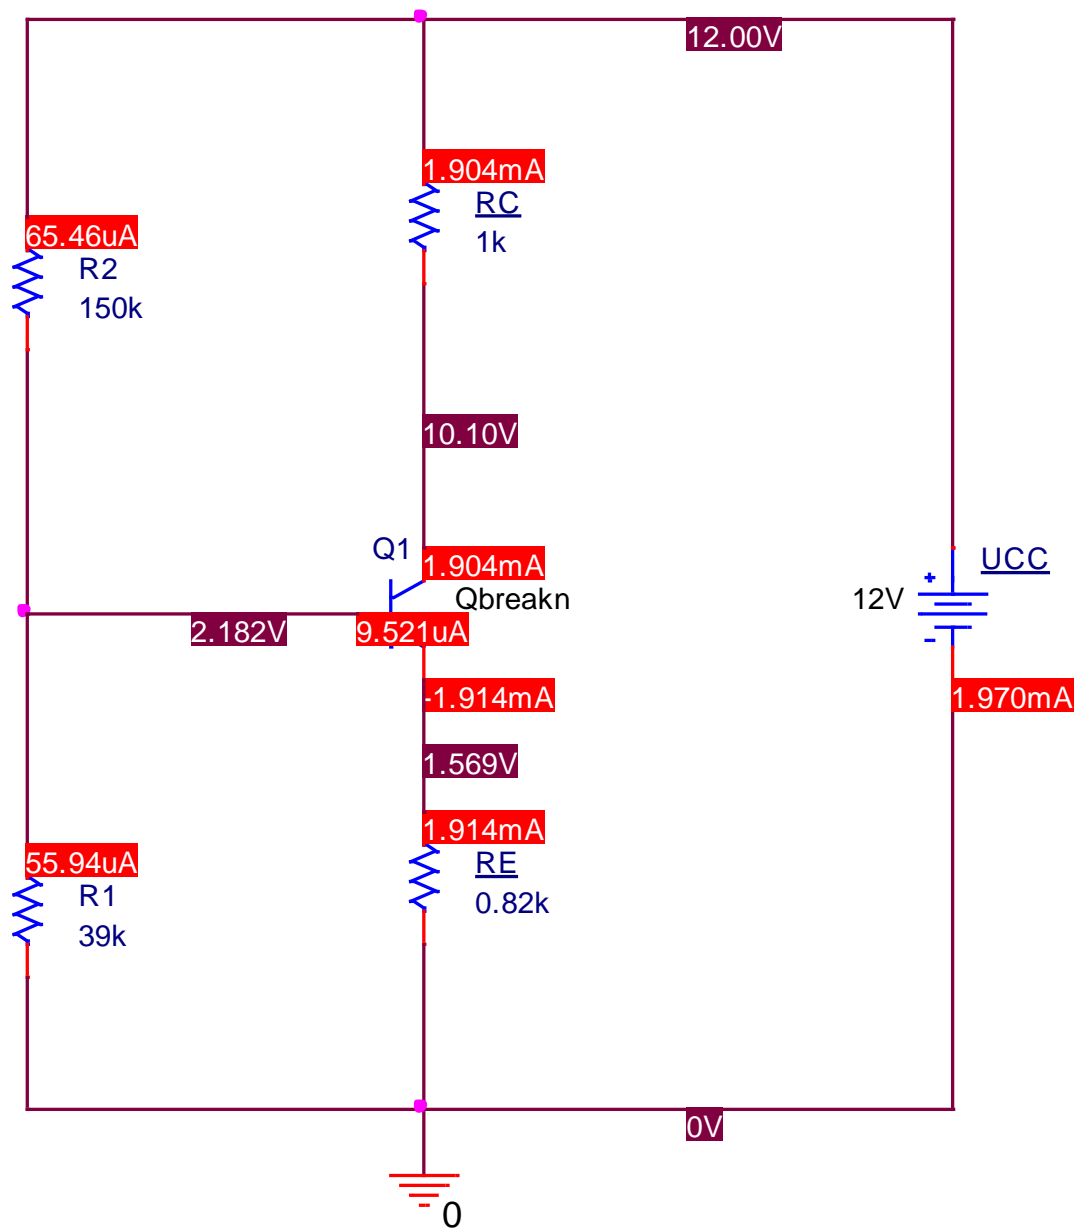 12.00V
1.904mA
RC
1k
65.46uA
R2
150k
10.10V
Q1
1.904mA
Qbreakn
UCC
12V
2.182V
9.521uA
-1.914mA
1.970mA
1.569V
1.914mA
RE
0.82k
55.94uA
R1
39k
0V
0